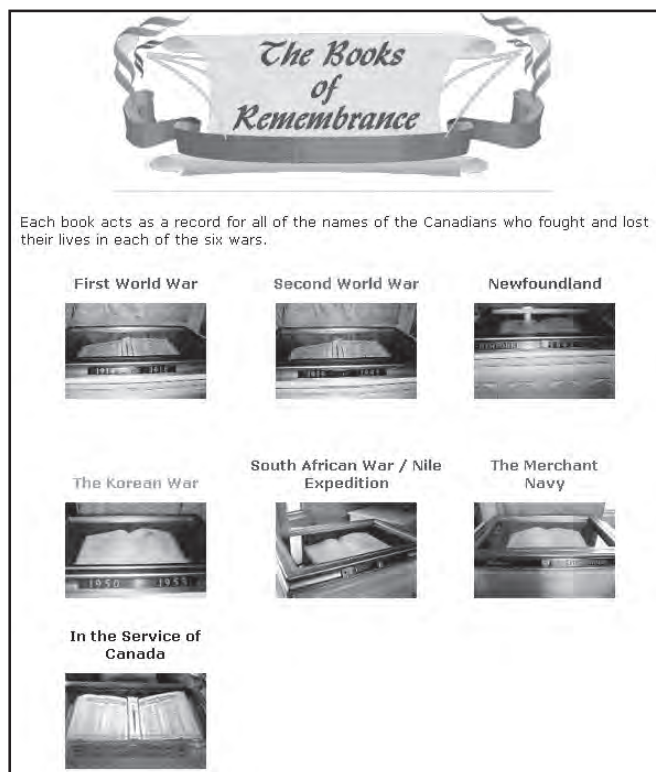 The Books
of
Remembrance
Each book acts as a record for all of the names of the Canadians who fought and lost
their lives in each of the six wars.
First World War
Second World War
Newfoundland
The Korean War
South African War / Nile
Expedition
The Merchant
Navy
1950 1953
In the Service of
Canada